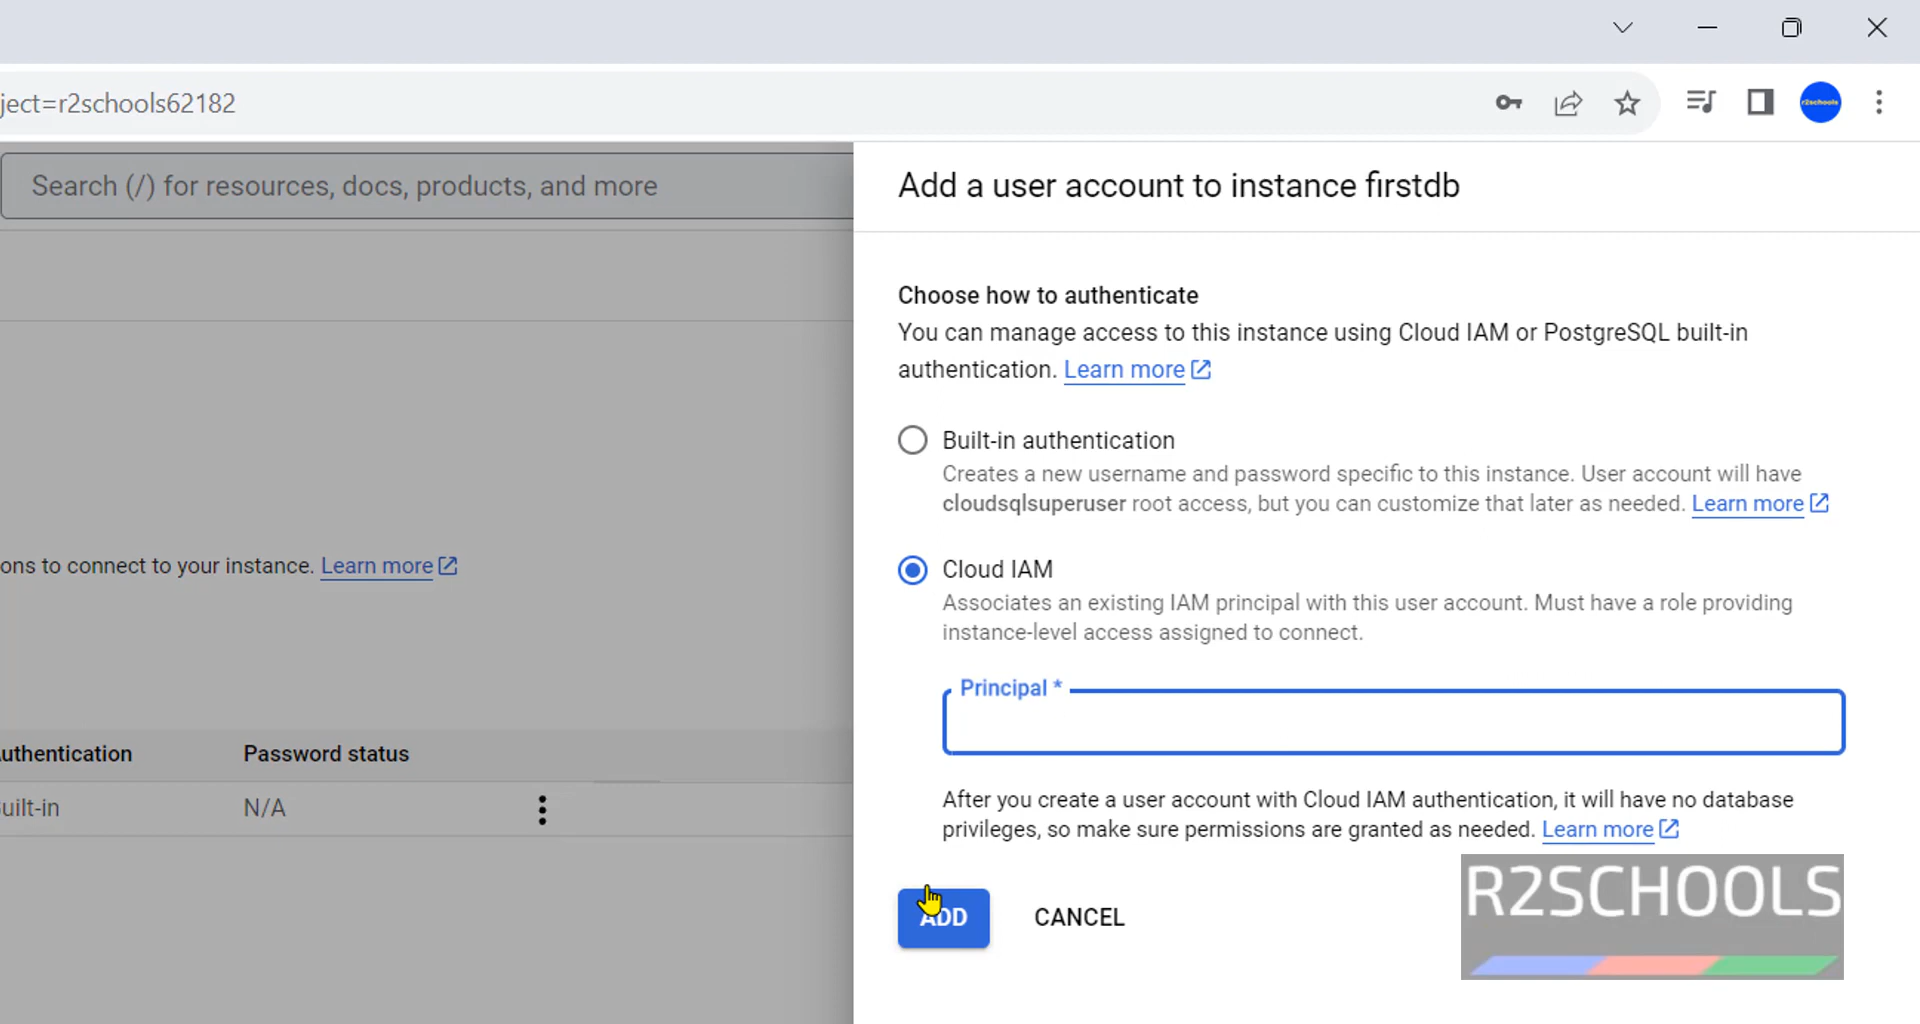 ject=r2schools62182
r2schools
Search (/) for resources, docs, products, and more
Add a user account to instance firstdb
Choose how to authenticate
You can manage access to this instance using Cloud IAM or PostgreSQL built-in
authentication. Learn more
Built-in authentication
Creates a new username and password specific to this instance. User account will have
cloudsqlsuperuser root access, but you can customize that later as needed. Learn more
ons to connect to your instance. Learn more
Cloud IAM
Associates an existing IAM principal with this user account. Must have a role providing
instance-level access assigned to connect.
Principal *
uthentication Password status
uilt-in N/A
After you create a user account with Cloud IAM authentication, it will have no database
privileges, so make sure permissions are granted as needed. Learn more
ADD CANCEL
R2SCHOOLS